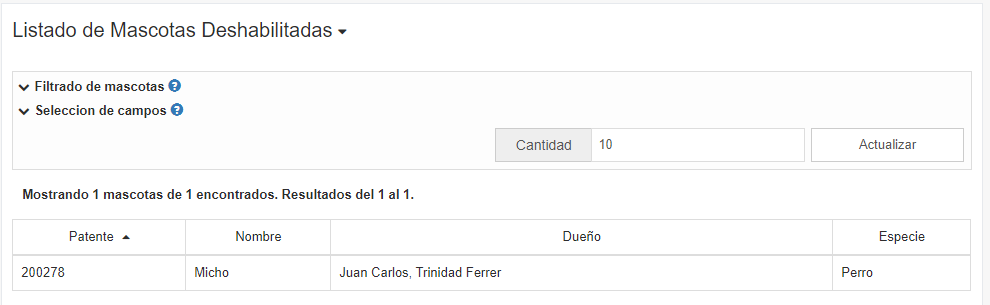 Listado de Mascotas Deshabilitadas
Filtrado de mascotas ?
Seleccion de campos ?
Cantidad 10 Actualizar
Mostrando 1 mascotas de 1 encontrados. Resultados del 1 al 1.
Patente Nombre Dueño Especie
200278 Micho Juan Carlos, Trinidad Ferrer Perro